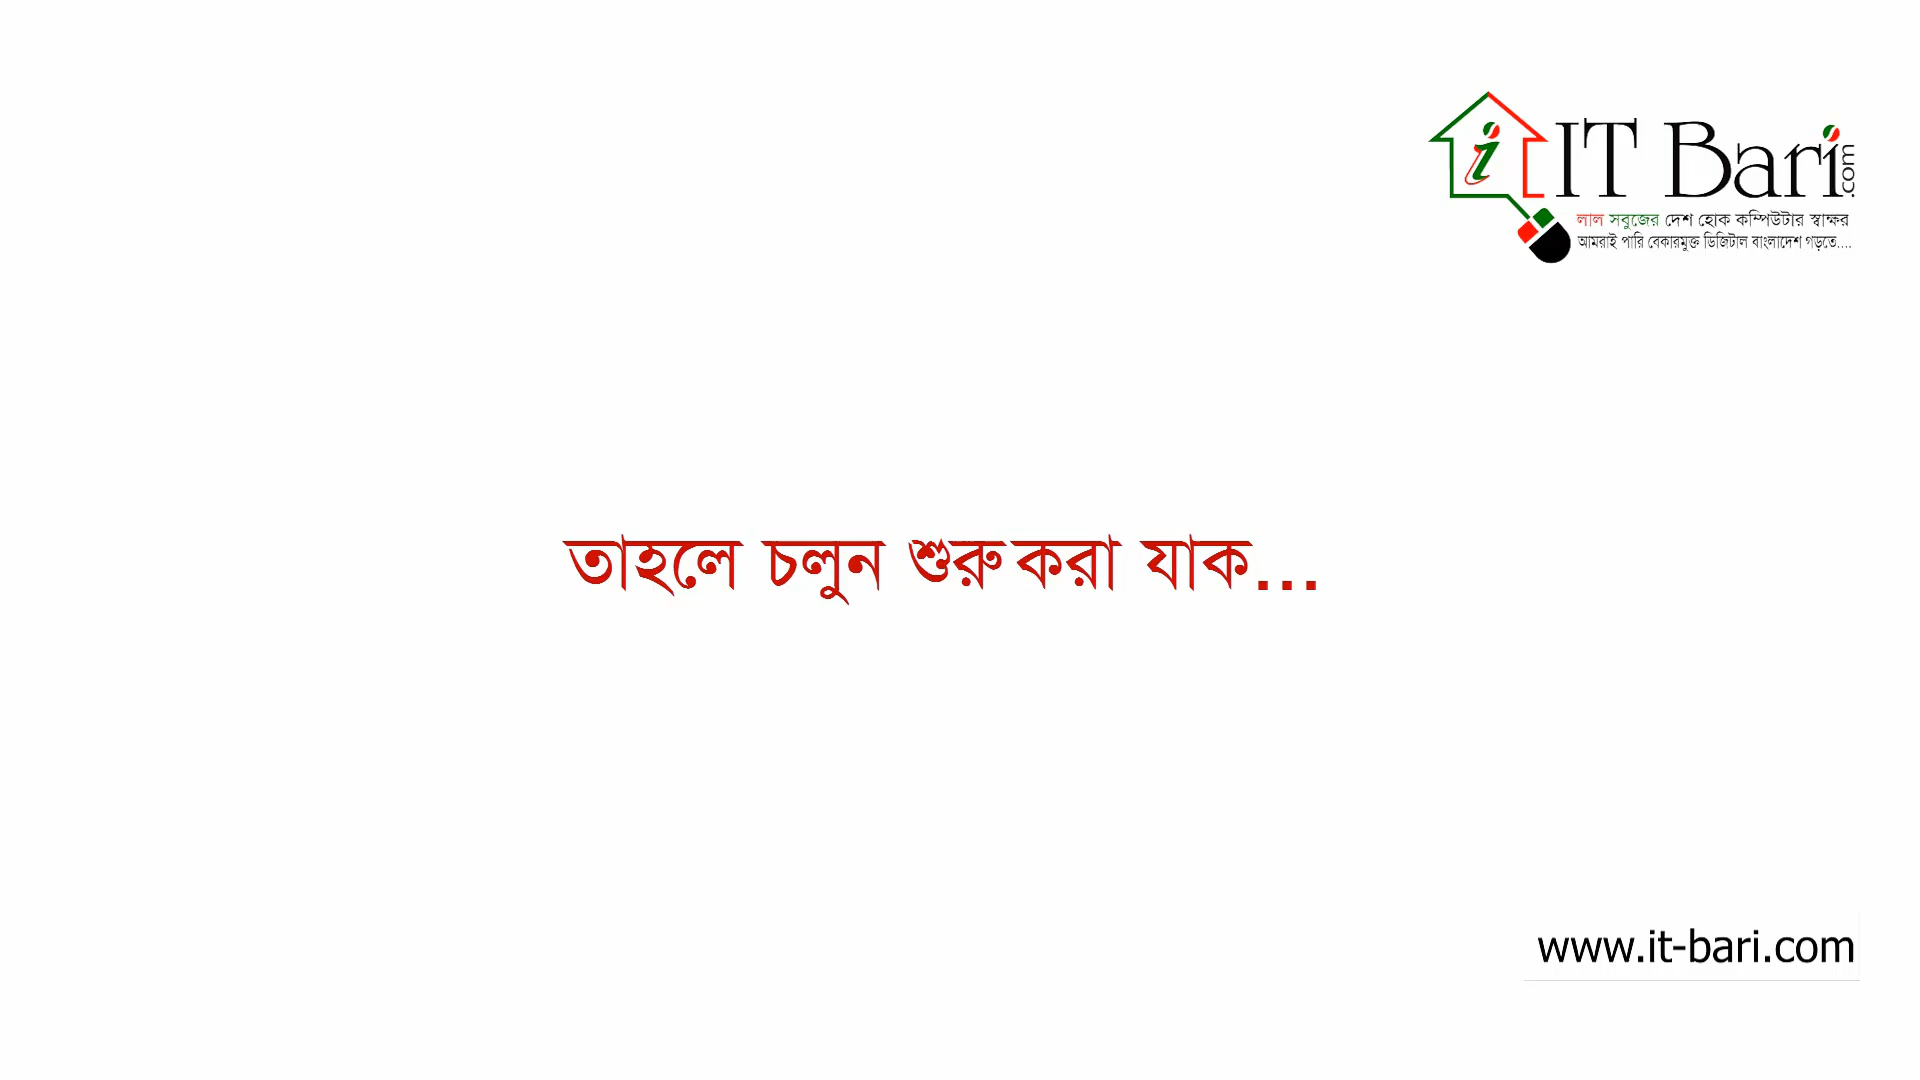 IT Bari.com
লাল সবুজের দেশ হোক কম্পিউটার স্বাক্ষর
আমরাই পারি বেকারমুক্ত ডিজিটাল বাংলাদেশ গড়তে....
তাহলে চলুন শুরু করা যাক...
www.it-bari.com